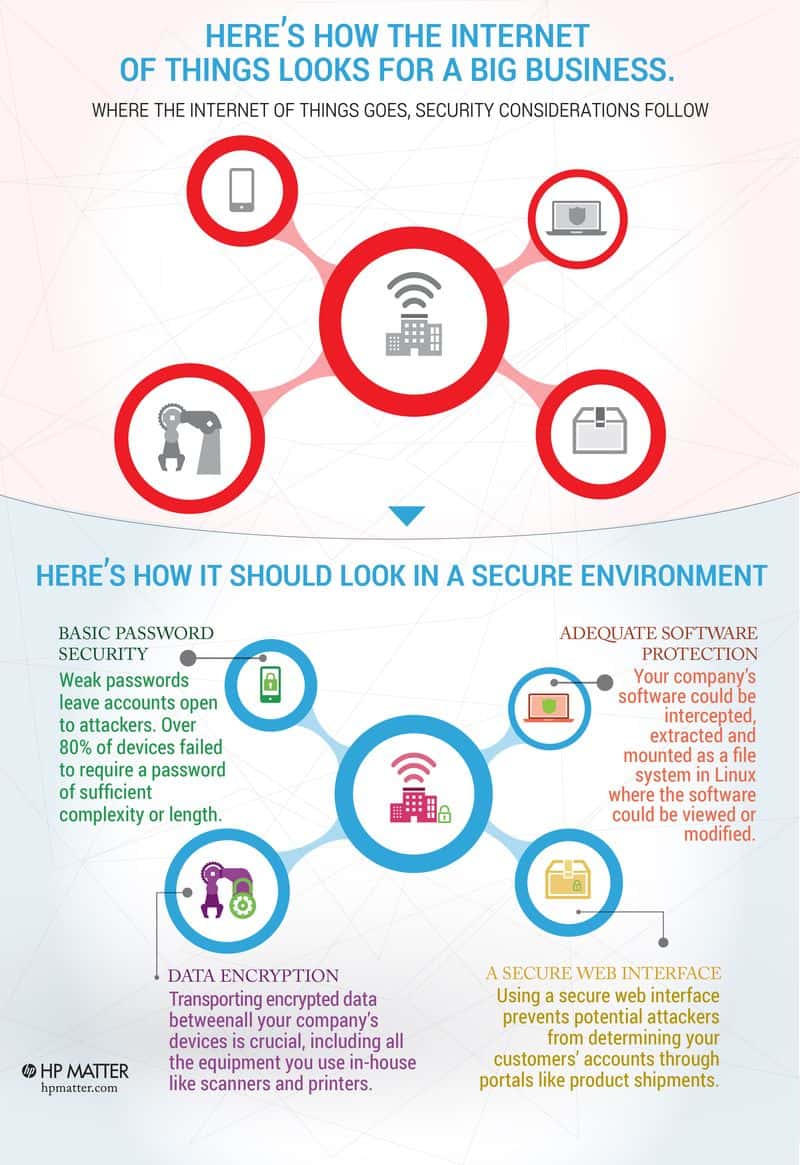 HERE'S HOW THE INTERNET
OF THINGS LOOKS FOR A BIG BUSINESS.
WHERE THE INTERNET OF THINGS GOES, SECURITY CONSIDERATIONS FOLLOW
HERE'S HOW IT SHOULD LOOK IN A SECURE ENVIRONMENT
BASIC PASSWORD
SECURITY
Weak passwords
leave accounts open
to attackers. Over
80% of devices failed
to require a password
of sufficient
complexity or length.
ADEQUATE SOFTWARE
PROTECTION
Your company's
software could be
intercepted,
extracted and
mounted as a file
system in Linux
where the software
could be viewed or
modified.
DATA ENCRYPTION
Transporting encrypted data
betweenall your company's
devices is crucial, including all
the equipment you use in-house
like scanners and printers.
A SECURE WEB INTERFACE
Using a secure web interface
prevents potential attackers
from determining your
customers' accounts through
portals like product shipments.
hp HP MATTER
hpmatter.com